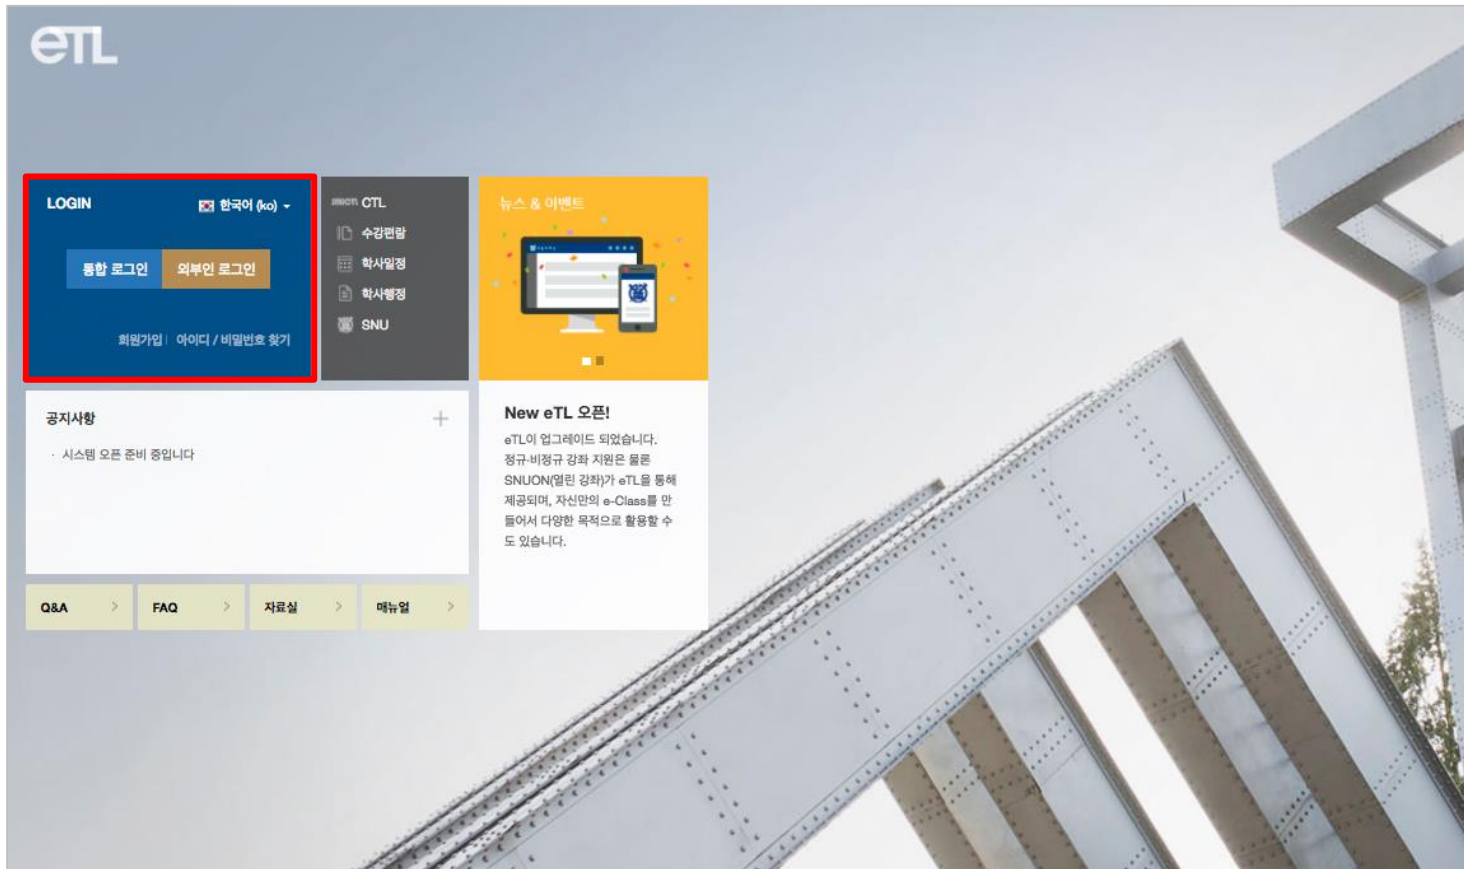 eTL
LOGIN
한국어 (ko)
통합 로그인
외부인 로그인
회원가입 | 아이디 / 비밀번호 찾기
CTL
수강편람
학사일정
학사행정
SNU
뉴스 & 이벤트
공지사항
· 시스템 오픈 준비 중입니다
New eTL 오픈!
eTL이 업그레이드 되었습니다.
정규·비정규 강좌 지원은 물론
SNUON(열린 강좌)가 eTL을 통해
제공되며, 자신만의 e-Class를 만
들어서 다양한 목적으로 활용할 수
도 있습니다.
Q&A
FAQ
자료실
매뉴얼